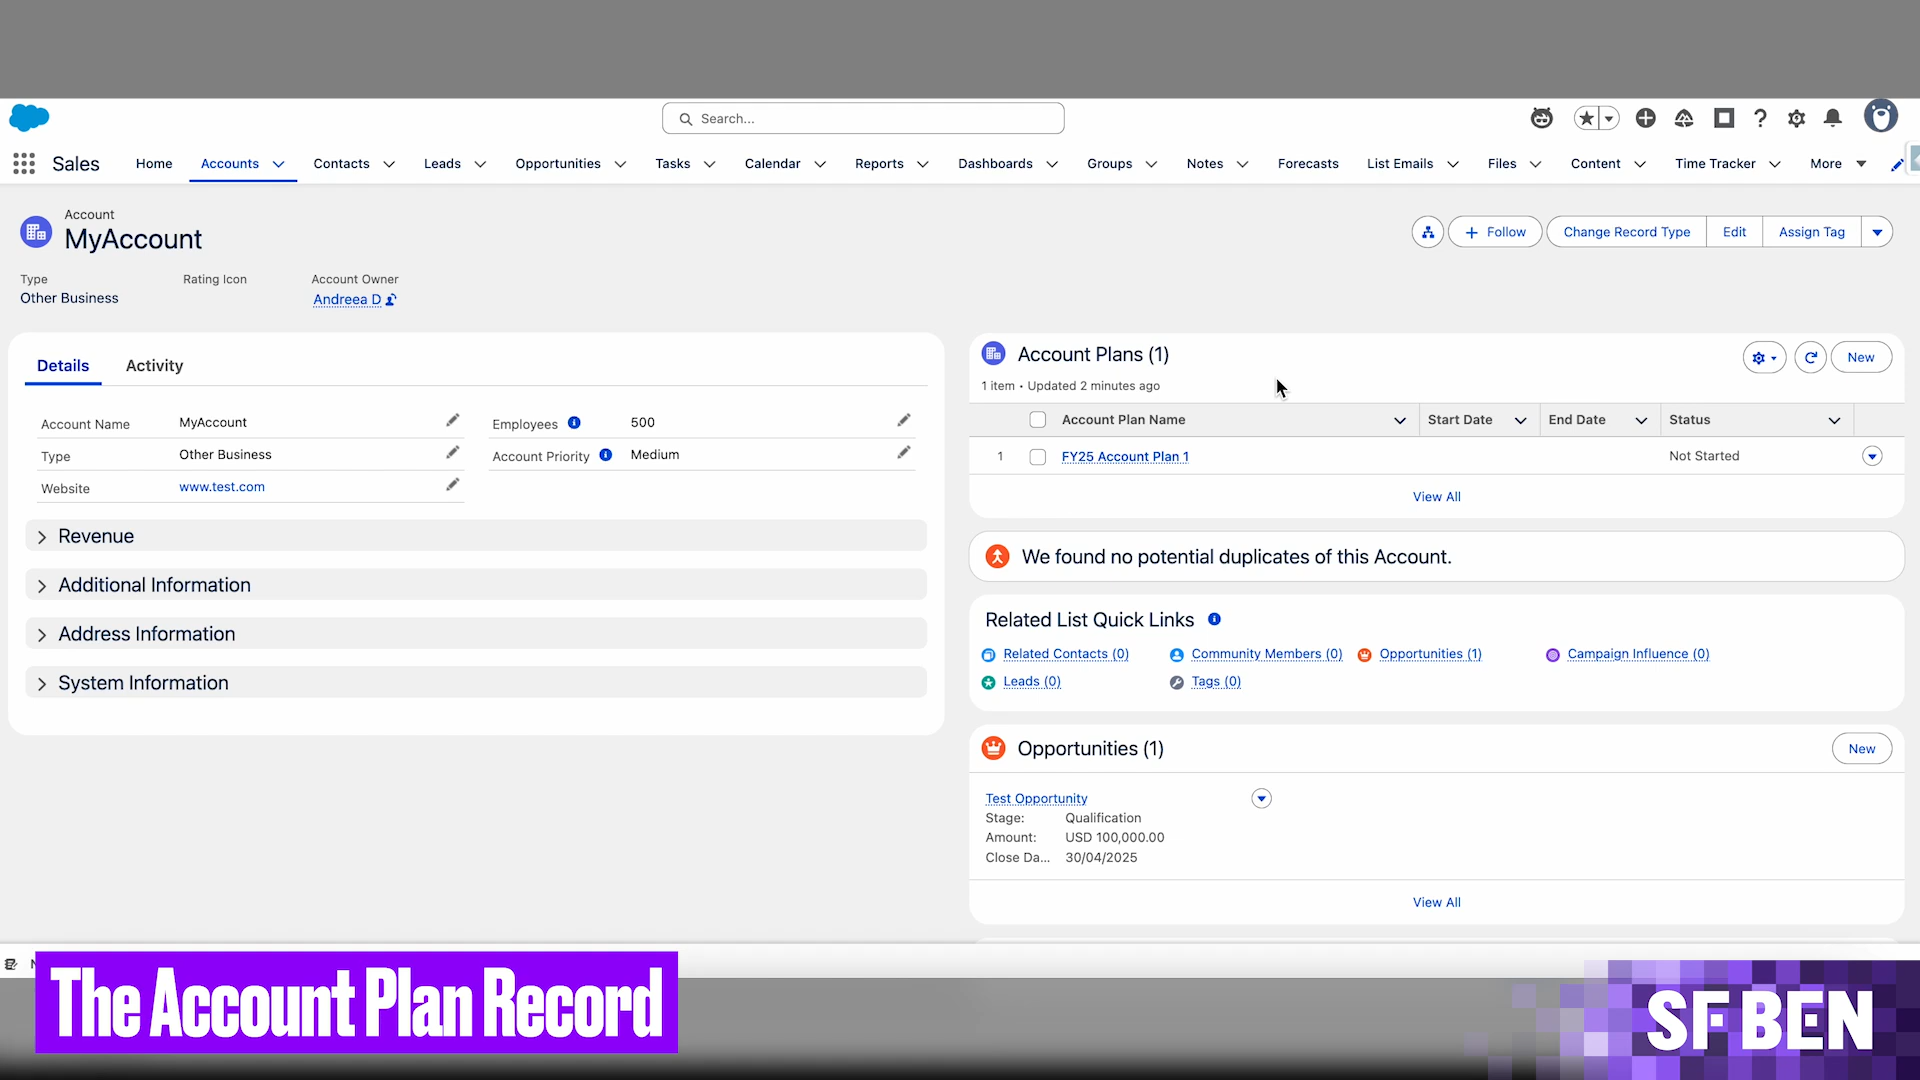 Search...
Sales
Home
Accounts
Contacts
Leads
Opportunities
Tasks
Calendar
Reports
Dashboards
Groups
Notes
Forecasts
List Emails
Files
Content
Time Tracker
More
Account
MyAccount
Follow
Change Record Type
Edit
Assign Tag
Type
Rating Icon
Account Owner
Other Business
Andreea D
Details
Activity
Account Name
MyAccount
Employees
500
Type
Other Business
Account Priority
Medium
Website
www.test.com
Revenue
Additional Information
Address Information
System Information
Account Plans (1)
New
1 item • Updated 2 minutes ago
Account Plan Name
Start Date
End Date
Status
1
FY25 Account Plan 1
Not Started
View All
We found no potential duplicates of this Account.
Related List Quick Links
Related Contacts (0)
Community Members (0)
Opportunities (1)
Campaign Influence (0)
Leads (0)
Tags (0)
Opportunities (1)
New
Test Opportunity
Stage: Qualification
Amount: USD 100,000.00
Close Da... 30/04/2025
View All
The Account Plan Record
SF BEN